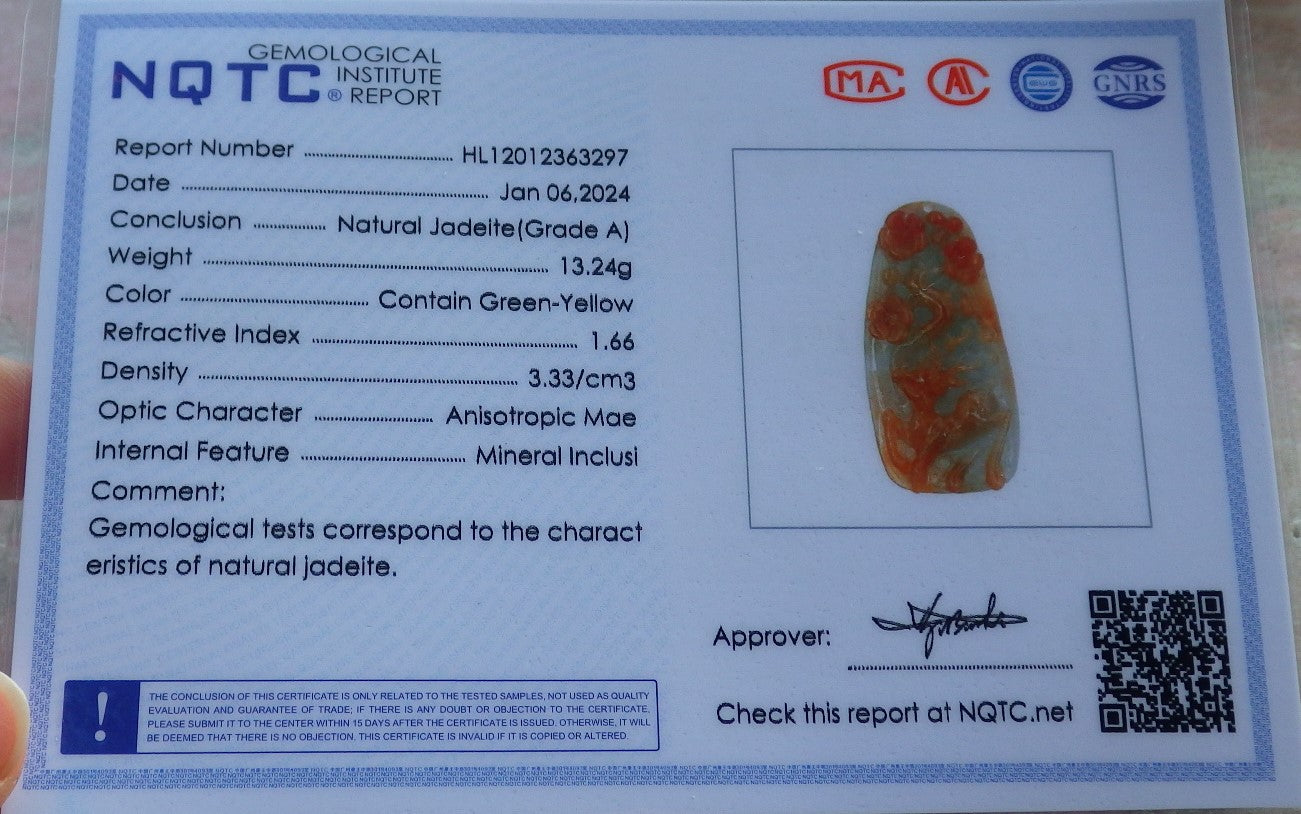 GEMOLOGICAL
NQTC INSTITUTE
® REPORT
MA
GNRS
Report Number ........ HL12012363297
Date ........ Jan 06,2024
Conclusion ........ Natural Jadeite(Grade A)
Weight ........ 13.24g
Color ........ Contain Green-Yellow
Refractive Index ........ 1.66
Density ........ 3.33/cm3
Optic Character ........ Anisotropic Mae
Internal Feature ........ Mineral Inclusi
Comment:
Gemological tests correspond to the charact
eristics of natural jadeite.
Approver:
Check this report at NQTC.net
! THE CONCLUSION OF THIS CERTIFICATE IS ONLY RELATED TO THE TESTED SAMPLES, NOT USED AS QUALITY
EVALUATION AND GUARANTEE OF TRADE; IF THERE IS ANY DOUBT OR OBJECTION TO THE CERTIFICATE,
PLEASE SUBMIT IT TO THE CENTER WITHIN 15 DAYS AFTER THE CERTIFICATE IS ISSUED. OTHERWISE, IT WILL
BE DEEMED THAT THERE IS NO OBJECTION. THIS CERTIFICATE IS INVALID IF IT IS COPIED OR ALTERED.